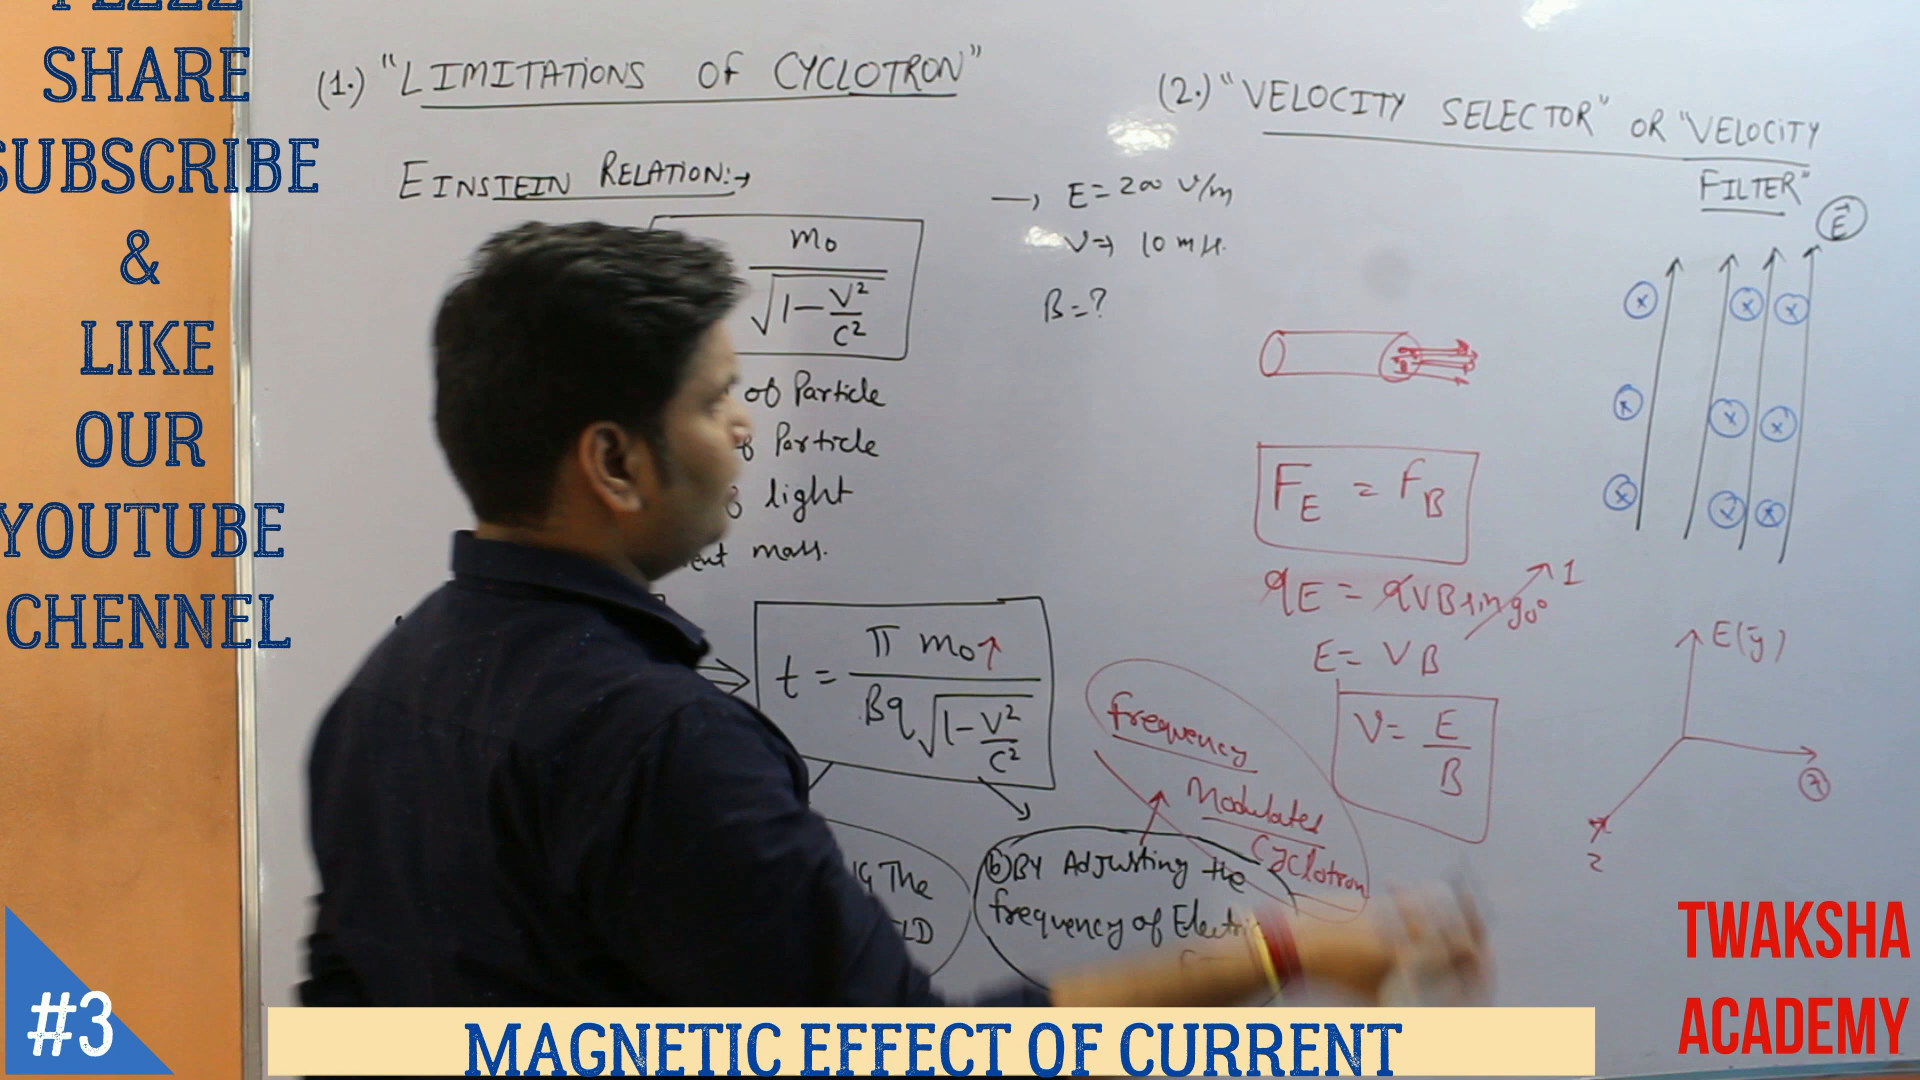 PLZZZ
SHARE
SUBSCRIBE
&
LIKE
OUR
YOUTUBE
CHENNEL
#3
(1.) "LIMITATIONS OF CYCLOTRON"
EINSTEIN RELATION:→
m₀
√1-V²/C²
of Particle
Particle
light
mass.
t = π m₀↑ / Bq√1-V²/C²
The
(b) By Adjusting the
frequency of
frequency
Modulated
Cyclotron
→ E = 200 V/m
V⇒ 10 m/s.
B=?
(2.) "VELOCITY SELECTOR" OR "VELOCITY
FILTER"
E
x x x
x x x
x x x
F_E = F_B
qE = qVB sin 90° 1
E = VB
V = E/B
E(y)
z
MAGNETIC EFFECT OF CURRENT
TWAKSHA
ACADEMY